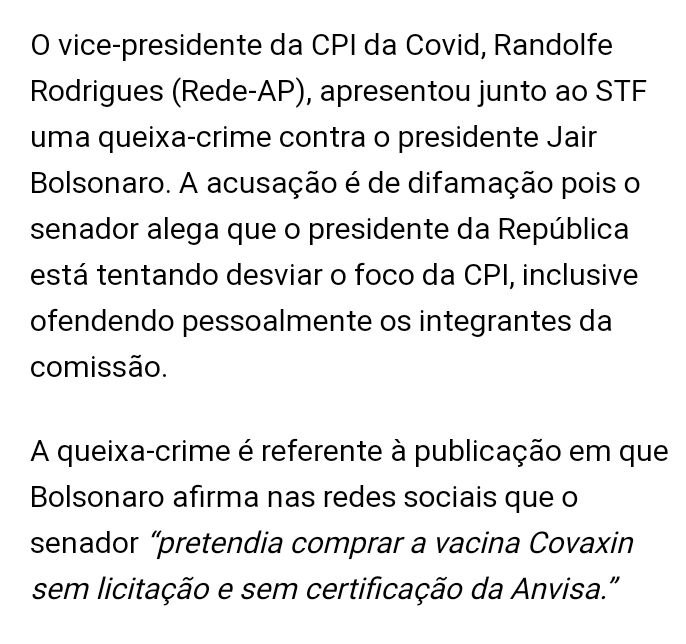 O vice-presidente da CPI da Covid, Randolfe
Rodrigues (Rede-AP), apresentou junto ao STF
uma queixa-crime contra o presidente Jair
Bolsonaro. A acusação é de difamação pois o
senador alega que o presidente da República
está tentando desviar o foco da CPI, inclusive
ofendendo pessoalmente os integrantes da
comissão.
A queixa-crime é referente à publicação em que
Bolsonaro afirma nas redes sociais que o
senador “pretendia comprar a vacina Covaxin
sem licitação e sem certificação da Anvisa.”